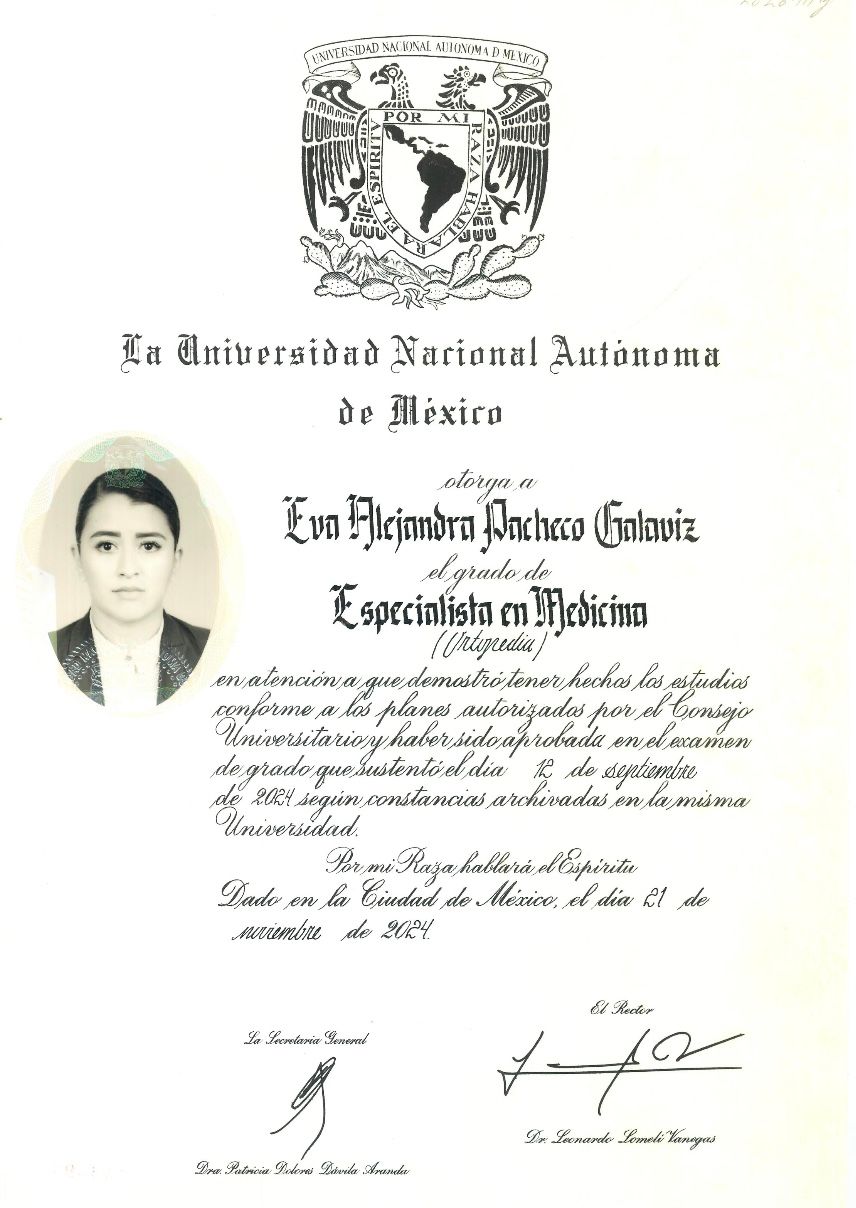 UNIVERSIDAD NACIONAL AUTONOMA D MEXICO
POR MI RAZA HABLARA EL ESPIRITU
La Universidad Nacional Autónoma
de México
otorga a
Eva Alejandra Pacheco Galaviz
el grado de
Especialista en Medicina
(Ortopedia)
en atención a que demostró tener hechos los estudios
conforme a los planes autorizados por el Consejo
Universitario y haber sido aprobada en el examen
de grado que sustentó el día 12 de septiembre
de 2024 según constancias archivadas en la misma
Universidad.
Por mi Raza hablará el Espíritu
Dado en la Ciudad de México, el día 21 de
noviembre de 2024.
El Rector
La Secretaria General
Dr. Leonardo Lomelí Vanegas
Dra. Patricia Dolores Dávila Aranda